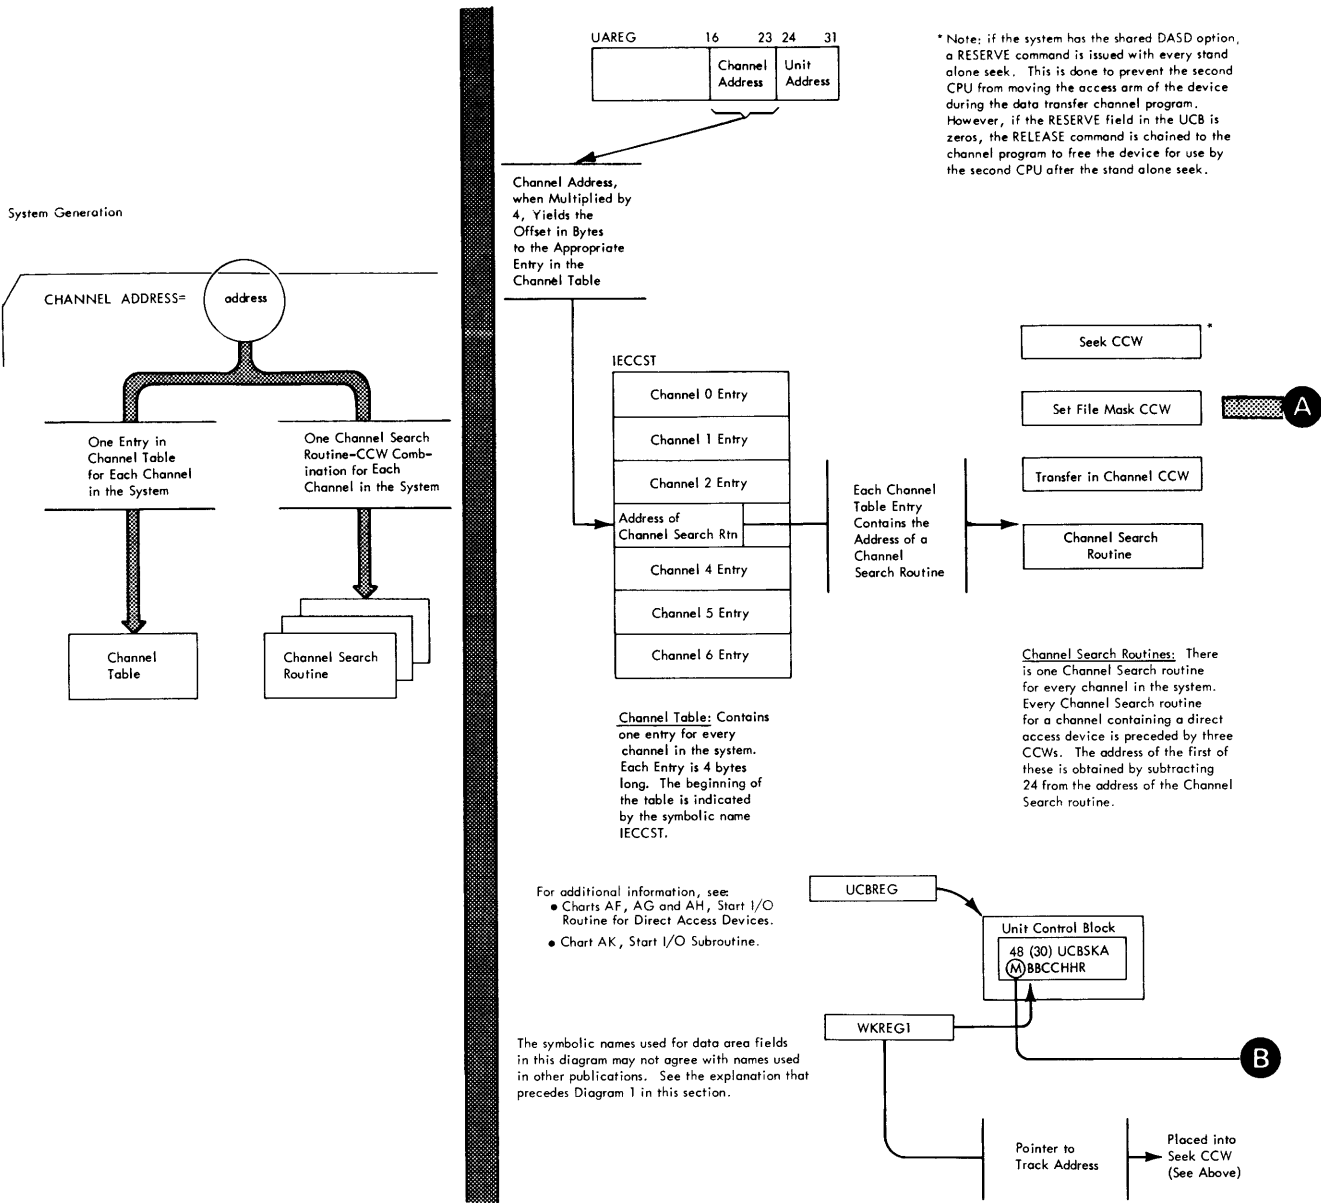 System Generation
CHANNEL ADDRESS=
address
One Entry in
Channel Table
for Each Channel
in the System
One Channel Search
Routine-CCW Comb-
ination for Each
Channel in the System
Channel
Table
Channel Search
Routine
UAREG
16
23
24
31
Channel
Address
Unit
Address
* Note: if the system has the shared DASD option,
a RESERVE command is issued with every stand
alone seek. This is done to prevent the second
CPU from moving the access arm of the device
during the data transfer channel program.
However, if the RESERVE field in the UCB is
zeros, the RELEASE command is chained to the
channel program to free the device for use by
the second CPU after the stand alone seek.
Channel Address,
when Multiplied by
4, Yields the
Offset in Bytes
to the Appropriate
Entry in the
Channel Table
IECCST
Channel 0 Entry
Channel 1 Entry
Channel 2 Entry
Address of
Channel Search Rtn
Channel 4 Entry
Channel 5 Entry
Channel 6 Entry
Each Channel
Table Entry
Contains the
Address of a
Channel
Search Routine
Seek CCW
*
Set File Mask CCW
A
Transfer in Channel CCW
Channel Search
Routine
Channel Table: Contains
one entry for every
channel in the system.
Each Entry is 4 bytes
long. The beginning of
the table is indicated
by the symbolic name
IECCST.
Channel Search Routines: There
is one Channel Search routine
for every channel in the system.
Every Channel Search routine
for a channel containing a direct
access device is preceded by three
CCWs. The address of the first of
these is obtained by subtracting
24 from the address of the Channel
Search routine.
For additional information, see:
• Charts AF, AG and AH, Start I/O
Routine for Direct Access Devices.
• Chart AK, Start I/O Subroutine.
UCBREG
Unit Control Block
48 (30) UCBSKA
MBBCCHHR
WKREG1
B
The symbolic names used for data area fields
in this diagram may not agree with names used
in other publications. See the explanation that
precedes Diagram 1 in this section.
Pointer to
Track Address
Placed into
Seek CCW
(See Above)